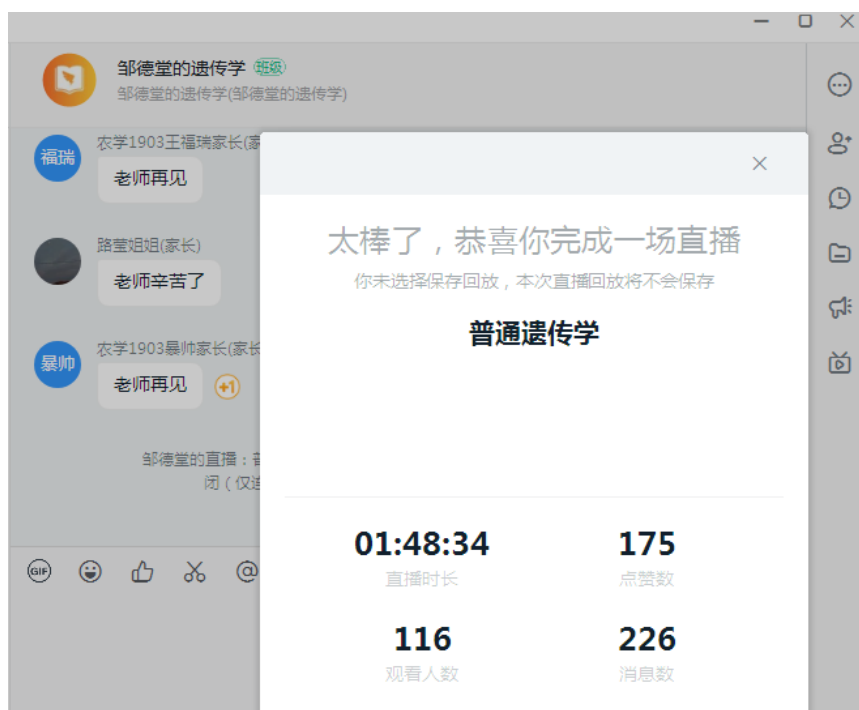 邹德堂的遗传学 班级
邹德堂的遗传学(邹德堂的遗传学)
福瑞
农学1903王福瑞家长(家
老师再见
路莹姐姐(家长)
老师辛苦了
暴帅
农学1903暴帅家长(家长
老师再见 +1
邹德堂的直播：普
闭（仅连
GIF
太棒了，恭喜你完成一场直播
你未选择保存回放，本次直播回放将不会保存
普通遗传学
01:48:34 175
直播时长 点赞数
116 226
观看人数 消息数